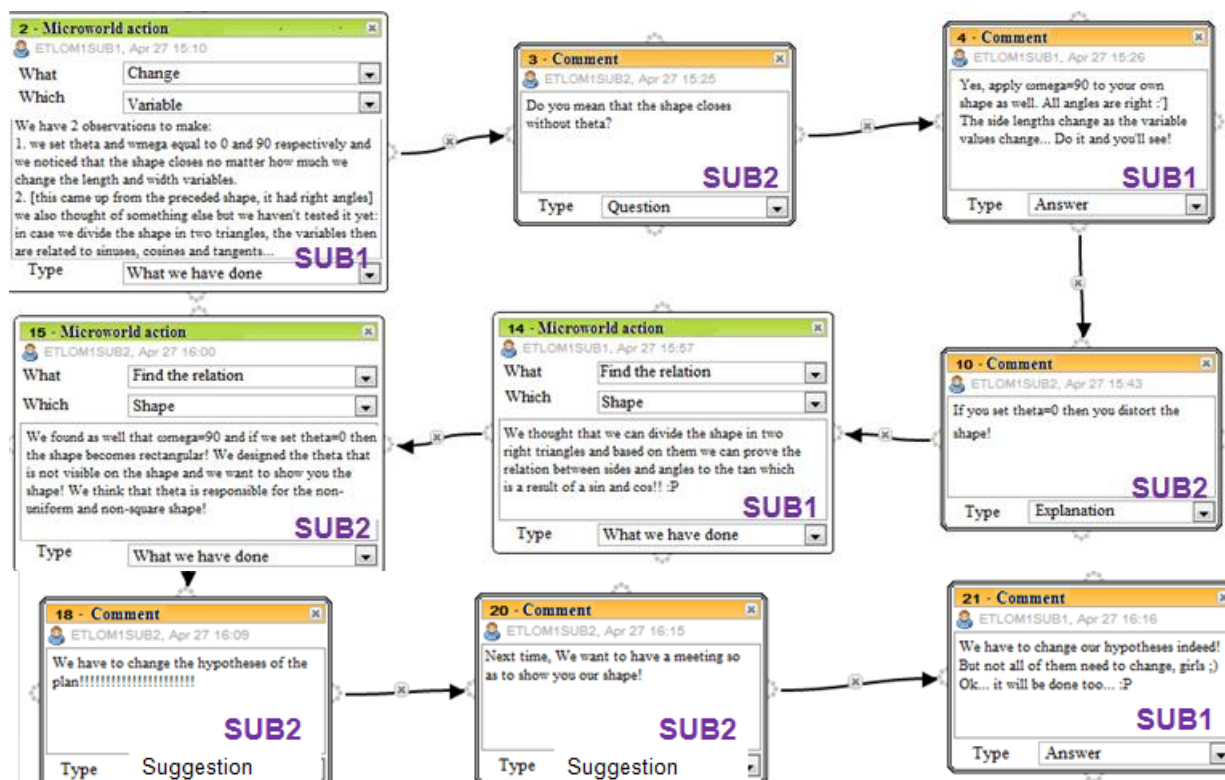 2 - Microworld action
ETLOM1SUB1, Apr 27 15:10
What Change
Which Variable
We have 2 observations to make:
1. we set theta and wmega equal to 0 and 90 respectively and
we noticed that the shape closes no matter how much we
change the length and width variables.
2. [this came up from the preceded shape, it had right angles]
we also thought of something else but we haven't tested it yet:
in case we divide the shape in two triangles, the variables then
are related to sinuses, cosines and tangents...
SUB1
Type What we have done
3 - Comment
ETLOM1SUB2, Apr 27 15:25
Do you mean that the shape closes
without theta?
SUB2
Type Question
4 - Comment
ETLOM1SUB1, Apr 27 15:26
Yes, apply omega=90 to your own
shape as well. All angles are right :']
The side lengths change as the variable
values change... Do it and you'll see!
SUB1
Type Answer
10 - Comment
ETLOM1SUB2, Apr 27 15:43
If you set theta=0 then you distort the
shape!
SUB2
Type Explanation
14 - Microworld action
ETLOM1SUB1, Apr 27 15:57
What Find the relation
Which Shape
We thought that we can divide the shape in two
right triangles and based on them we can prove the
relation between sides and angles to the tan which
is a result of a sin and cos!! :P
SUB1
Type What we have done
15 - Microworld action
ETLOM1SUB2, Apr 27 16:00
What Find the relation
Which Shape
We found as well that omega=90 and if we set theta=0 then
the shape becomes rectangular! We designed the theta that
is not visible on the shape and we want to show you the
shape! We think that theta is responsible for the non-
uniform and non-square shape!
SUB2
Type What we have done
18 - Comment
ETLOM1SUB2, Apr 27 16:09
We have to change the hypotheses of the
plan!!!!!!!!!!!!!!!!!!!!!!!
SUB2
Type Suggestion
20 - Comment
ETLOM1SUB2, Apr 27 16:15
Next time, We want to have a meeting so
as to show you our shape!
SUB2
Type Suggestion
21 - Comment
ETLOM1SUB1, Apr 27 16:16
We have to change our hypotheses indeed!
But not all of them need to change, girls ;)
Ok... it will be done too... :P
SUB1
Type Answer